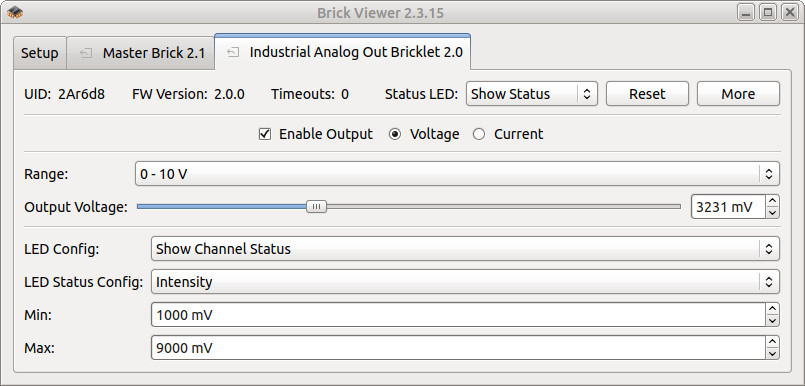 Brick Viewer 2.3.15
Setup Master Brick 2.1 Industrial Analog Out Bricklet 2.0
UID: 2Ar6d8 FW Version: 2.0.0 Timeouts: 0 Status LED: Show Status Reset More
Enable Output Voltage Current
Range: 0 - 10 V
Output Voltage: 3231 mV
LED Config: Show Channel Status
LED Status Config: Intensity
Min: 1000 mV
Max: 9000 mV